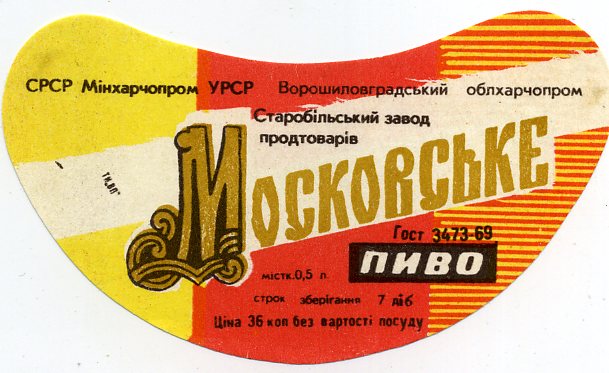 СРСР Мінхарчопром УРСР Ворошиловградський облхарчопром
Старобільський завод
продтоварів
Московське
Гост 3473-69
ПИВО
містк. 0,5 л.
строк зберігання 7 діб
Ціна 36 коп без вартості посуду